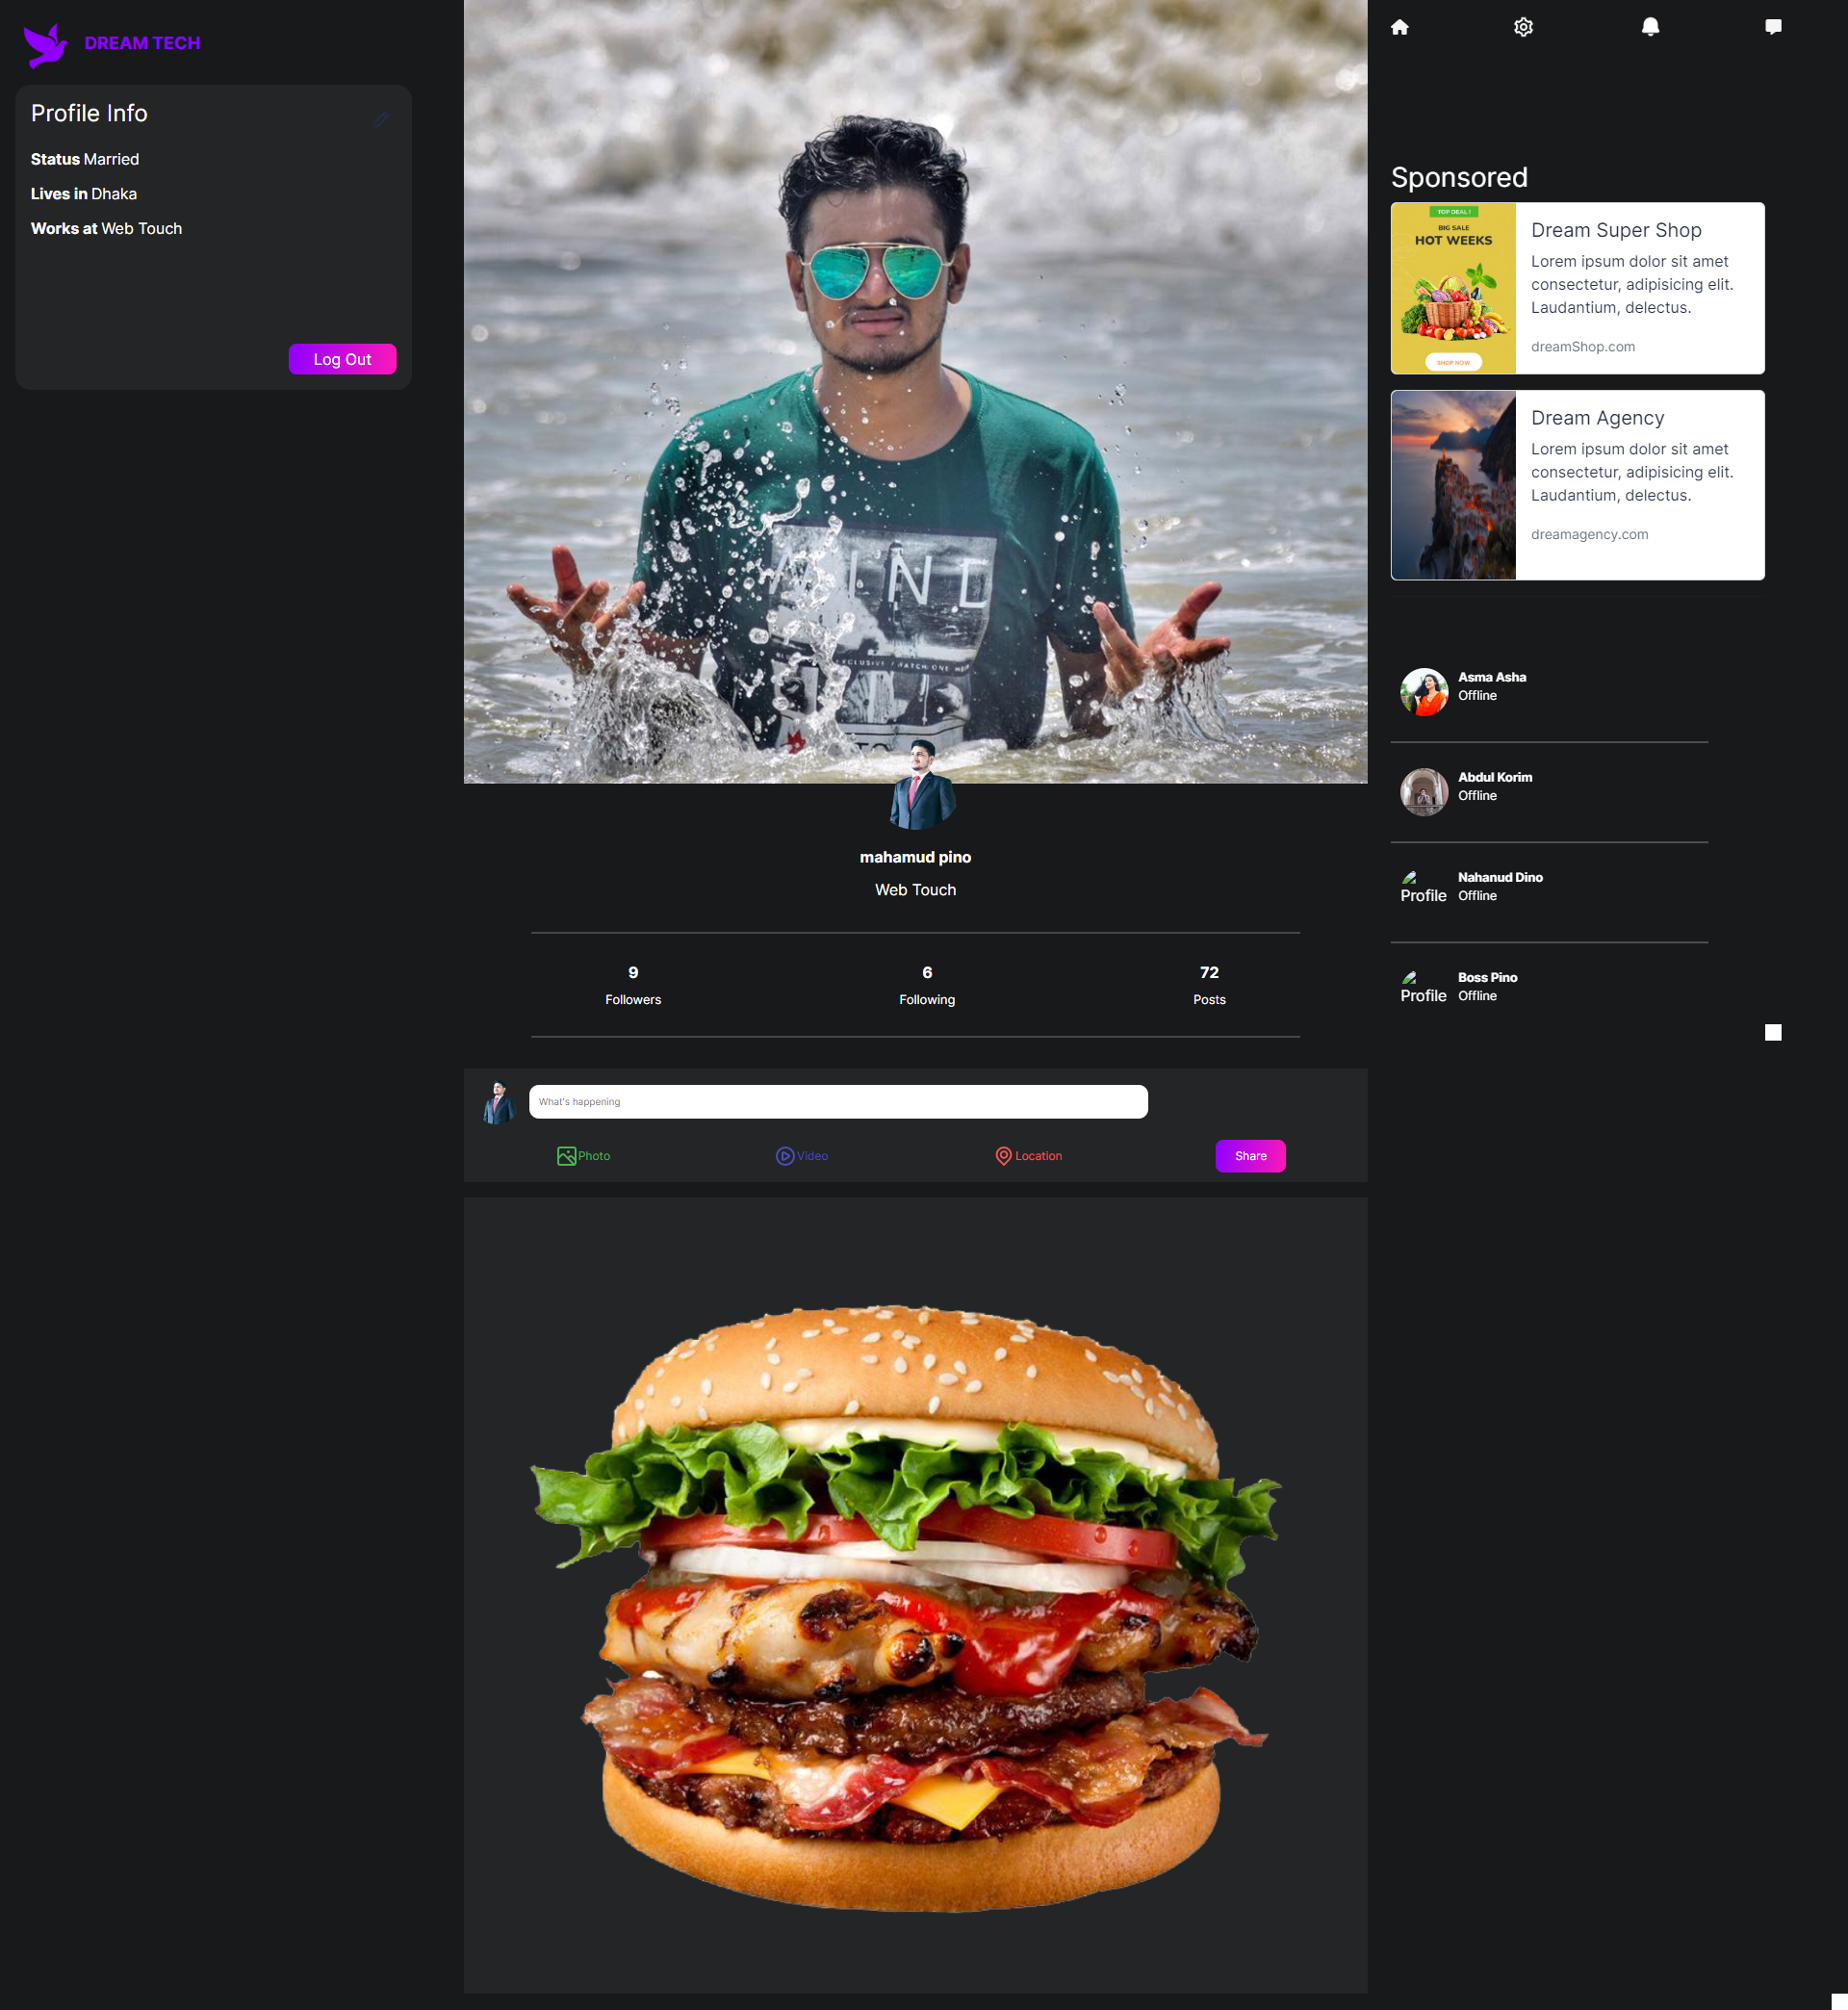 DREAM TECH
Profile Info
Status Married
Lives in Dhaka
Works at Web Touch
Log Out
MIND
EXCLUSIVE
mahamud pino
Web Touch
9
Followers
6
Following
72
Posts
What's happening
Photo
Video
Location
Share
Sponsored
TOP DEAL !
BIG SALE
HOT WEEKS
SHOP NOW
Dream Super Shop
Lorem ipsum dolor sit amet
consectetur, adipisicing elit.
Laudantium, delectus.
dreamShop.com
Dream Agency
Lorem ipsum dolor sit amet
consectetur, adipisicing elit.
Laudantium, delectus.
dreamagency.com
Asma Asha
Offline
Abdul Korim
Offline
Profile
Nahanud Dino
Offline
Profile
Boss Pino
Offline